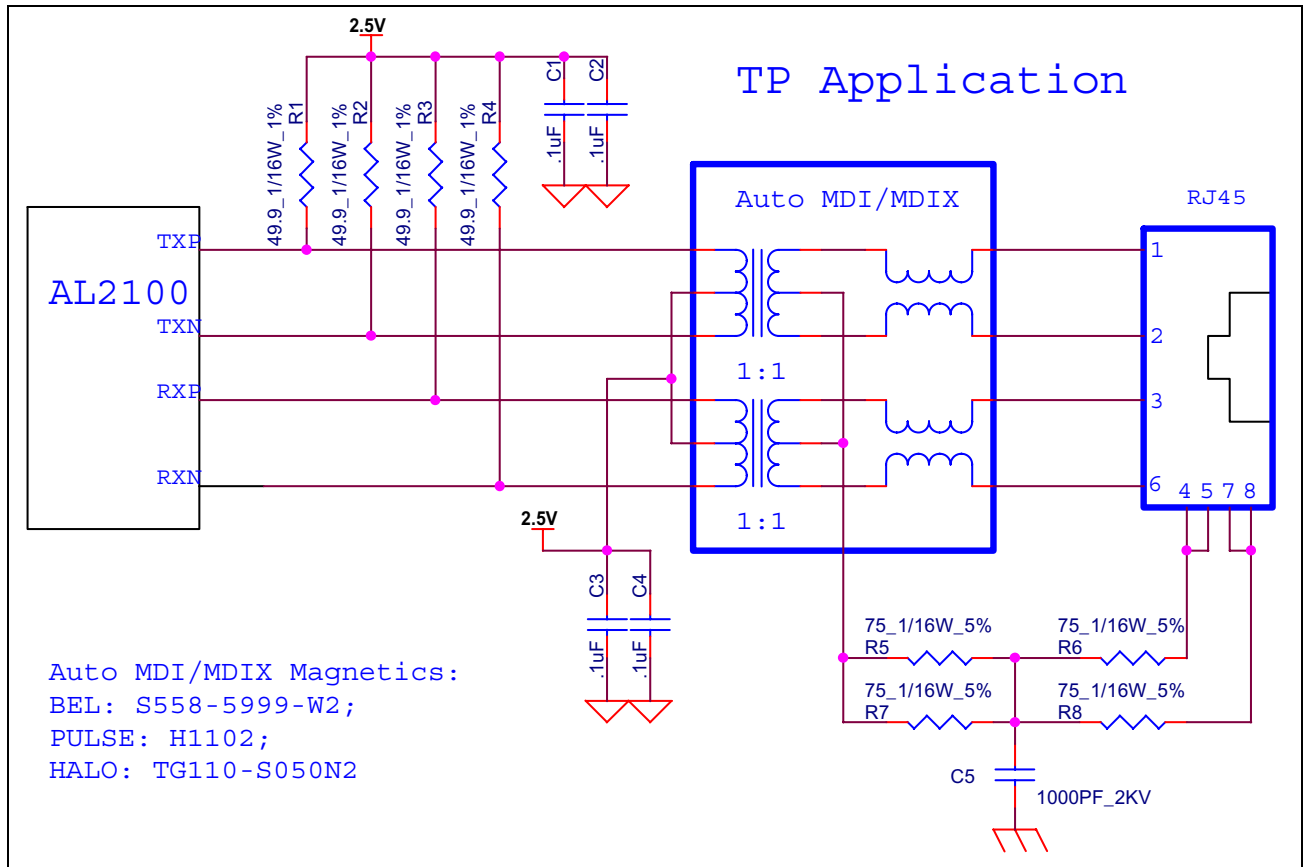 2.5V
TP Application
49.9_1/16W_1%
R1
49.9_1/16W_1%
R2
49.9_1/16W_1%
R3
49.9_1/16W_1%
R4
C1
.1uF
C2
.1uF
Auto MDI/MDIX
RJ45
AL2100
TXP
TXN
RXP
RXN
1:1
1:1
1
2
3
6
4 5 7 8
2.5V
C3
.1uF
C4
.1uF
75_1/16W_5%
R5
75_1/16W_5%
R6
75_1/16W_5%
R7
75_1/16W_5%
R8
C5
1000PF_2KV
Auto MDI/MDIX Magnetics:
BEL: S558-5999-W2;
PULSE: H1102;
HALO: TG110-S050N2